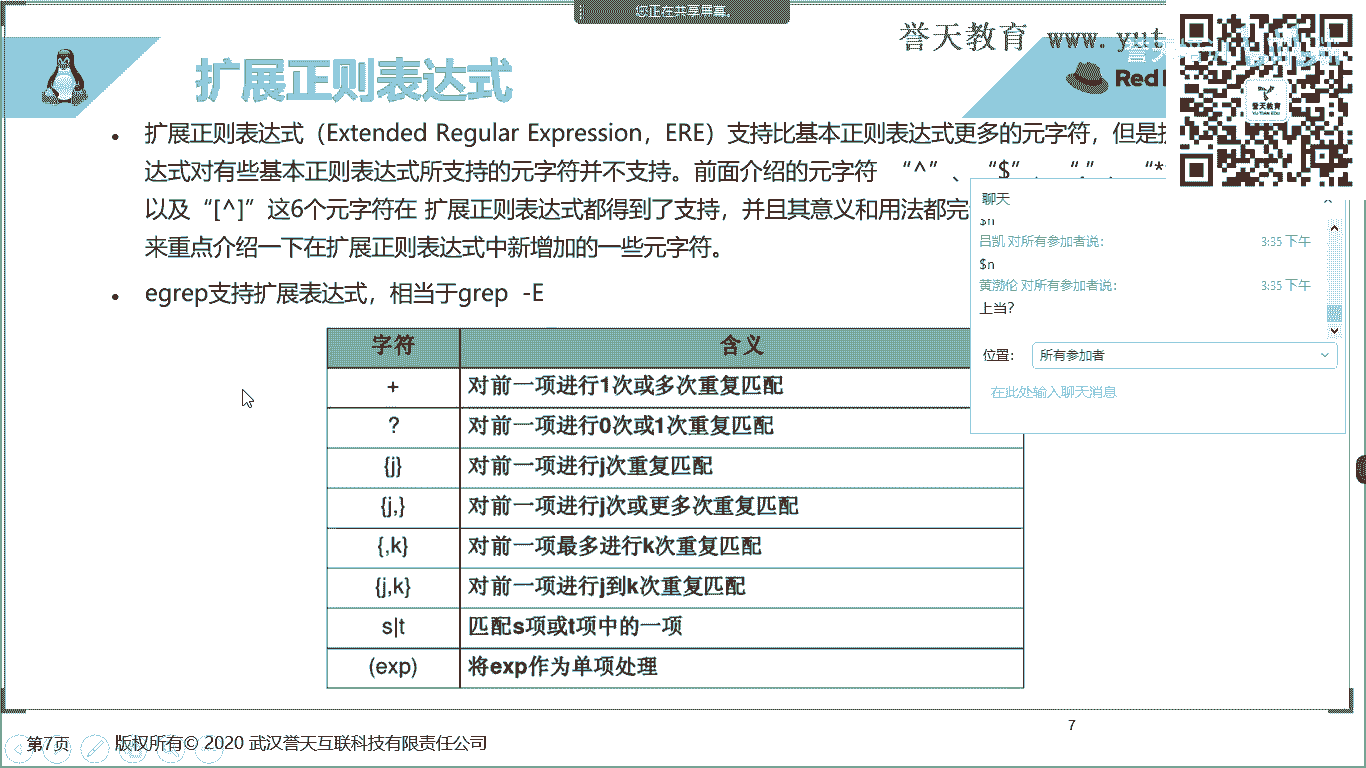 您正在共享屏幕。
誉天教育 www.yut
扩展正则表达式
Red
誉天教育
YU TIAN EDU
扩展正则表达式（Extended Regular Expression，ERE）支持比基本正则表达式更多的元字符，但是扩
达式对有些基本正则表达式所支持的元字符并不支持。前面介绍的元字符 “^”、 “$”、 “.”、 “*
以及“[^]”这6个元字符在 扩展正则表达式都得到了支持，并且其意义和用法都完
来重点介绍一下在扩展正则表达式中新增加的一些元字符。
egrep支持扩展表达式，相当于grep -E
字符 含义
+ 对前一项进行1次或多次重复匹配
? 对前一项进行0次或1次重复匹配
{j} 对前一项进行j次重复匹配
{j,} 对前一项进行j次或更多次重复匹配
{,k} 对前一项最多进行k次重复匹配
{j,k} 对前一项进行j到k次重复匹配
s|t 匹配s项或t项中的一项
(exp) 将exp作为单项处理
聊天
$n
吕凯 对所有参加者说： 3:35 下午
$n
黄渤伦 对所有参加者说： 3:35 下午
上当?
位置： 所有参加者
在此处输入聊天消息
7
第7页 版权所有© 2020 武汉誉天互联科技有限责任公司